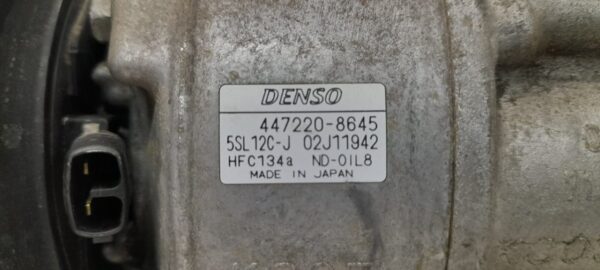 DENSO
447220-8645
5SL12C-J 02J11942
HFC134a ND-OIL8
MADE IN JAPAN